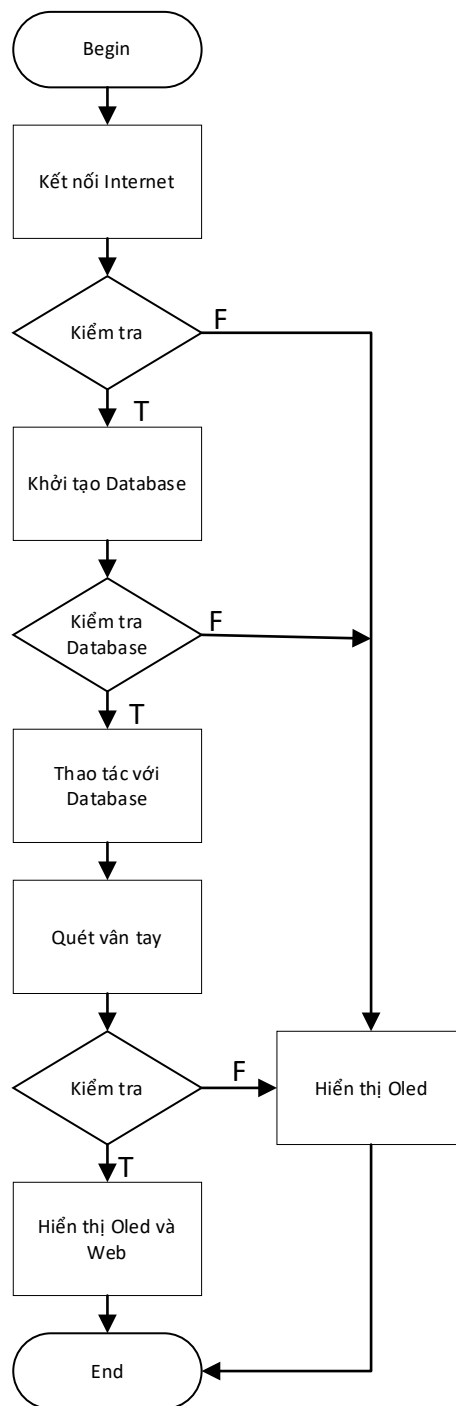 Begin
Kết nối Internet
Kiểm tra
F
T
Khởi tạo Database
Kiểm tra
Database
F
T
Thao tác với
Database
Quét vân tay
Kiểm tra
F
Hiển thị Oled
T
Hiển thị Oled và
Web
End